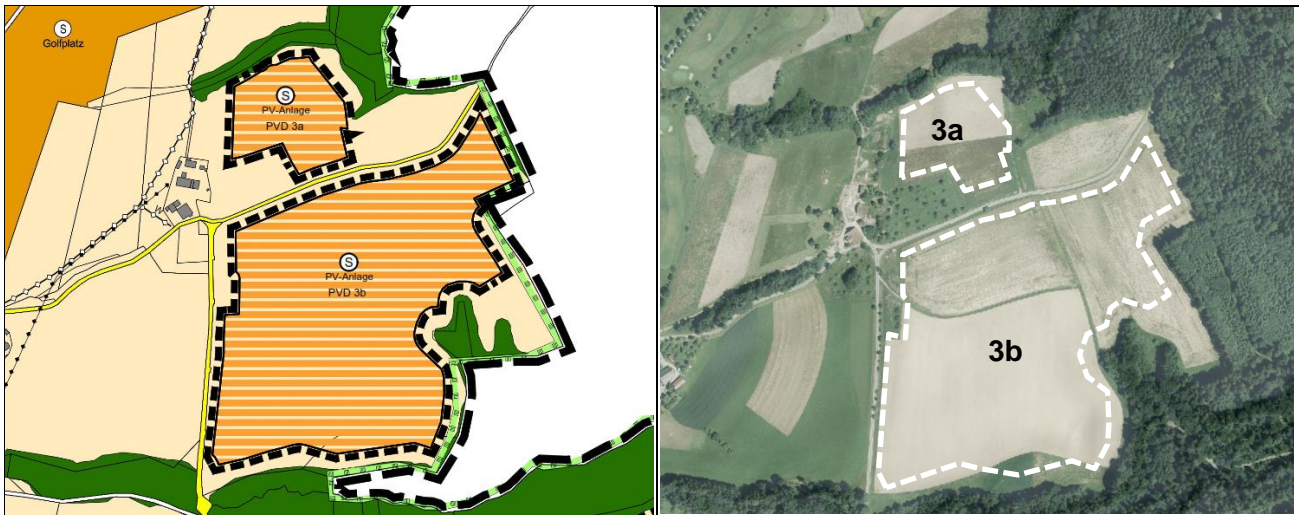 S
Golfplatz
S
PV-Anlage
PVD 3a
S
PV-Anlage
PVD 3b
3a
3b